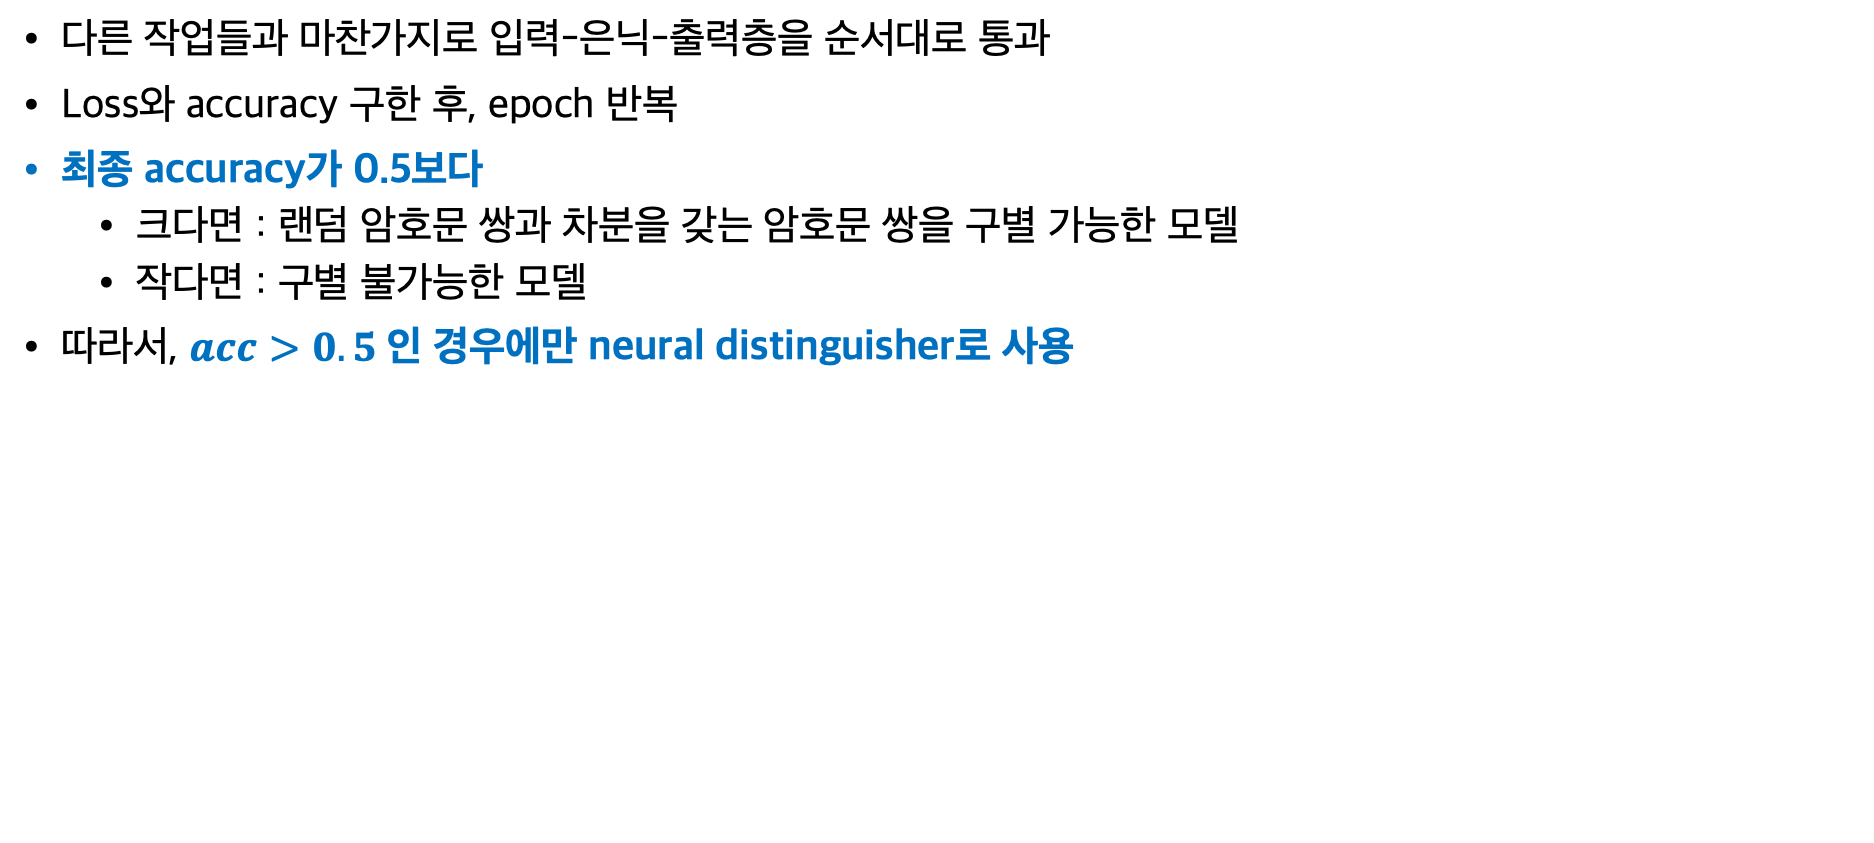 • 다른 작업들과 마찬가지로 입력-은닉-출력층을 순서대로 통과
• Loss와 accuracy 구한 후, epoch 반복
• 최종 accuracy가 0.5보다
• 크다면 : 랜덤 암호문 쌍과 차분을 갖는 암호문 쌍을 구별 가능한 모델
• 작다면 : 구별 불가능한 모델
• 따라서, acc > 0.5 인 경우에만 neural distinguisher로 사용